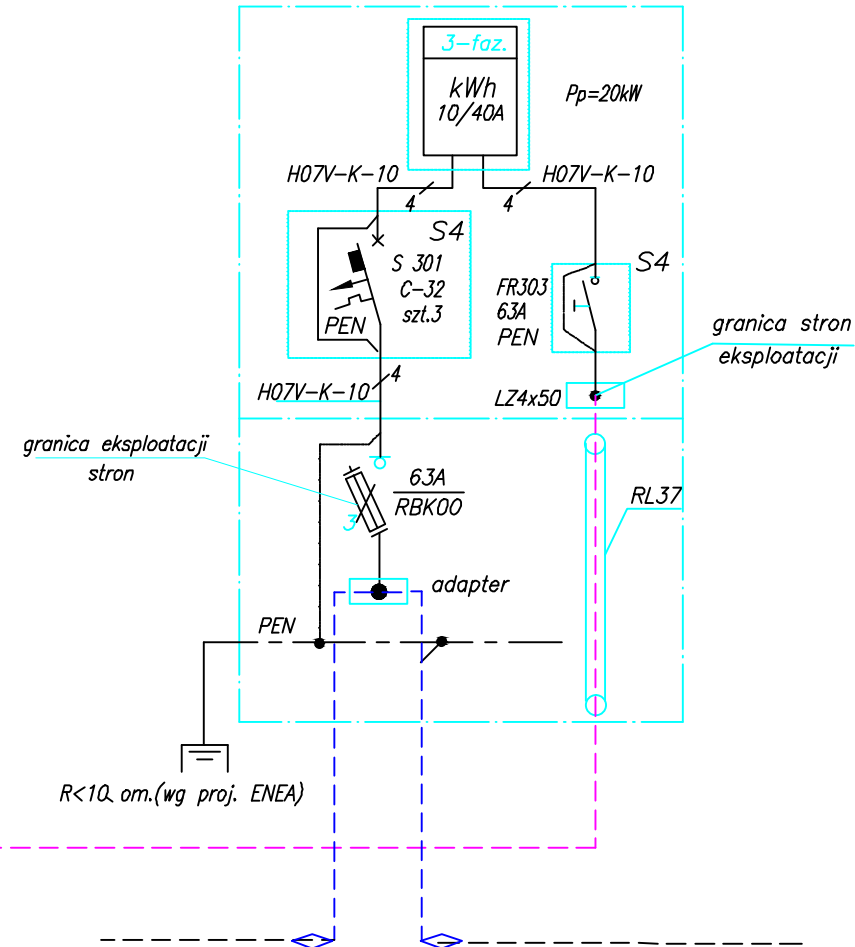 3-faz.
kWh
10/40A
Pp=20kW
H07V-K-10
H07V-K-10
4
4
S4
S 301
C-32
szt.3
PEN
S4
FR303
63A
PEN
granica stron
eksploatacji
4
H07V-K-10
LZ4x50
granica eksploatacji
stron
63A
RBK00
3
RL37
adapter
PEN
R<10 om.(wg proj. ENEA)